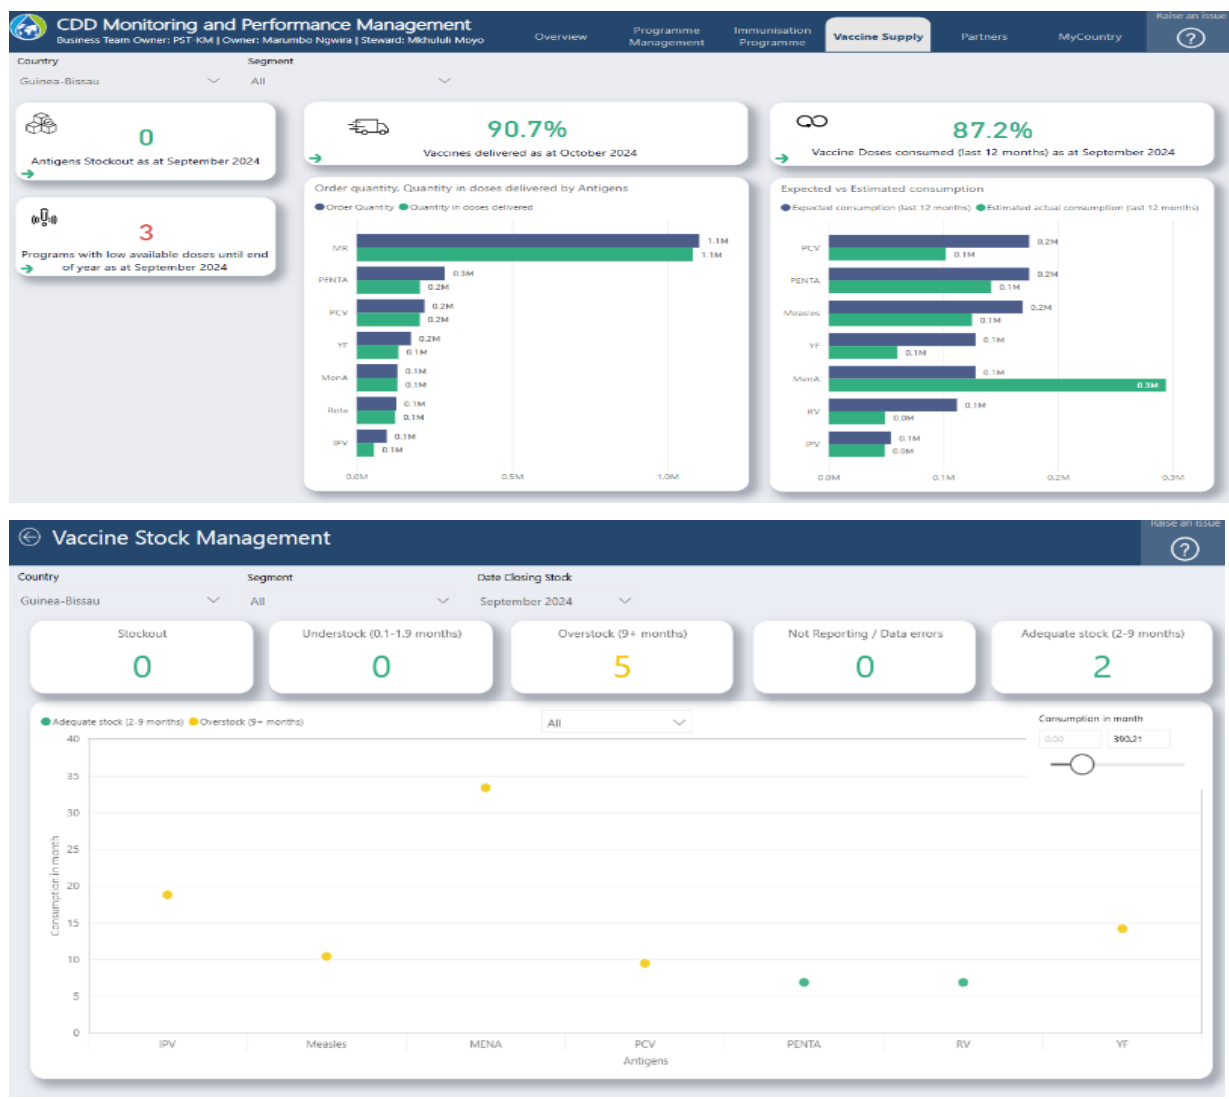 CDD Monitoring and Performance Management
Business Team Owner: PST-KM | Owner: Marumbo Ngwira | Steward: Mkhululi Moyo
Overview
Programme Management
Immunisation Programme
Vaccine Supply
Partners
MyCountry
Raise an issue
?
Country
Segment
Guinea-Bissau
All
0
Antigens Stockout as at September 2024
3
Programs with low available doses until end
of year as at September 2024
90.7%
Vaccines delivered as at October 2024
87.2%
Vaccine Doses consumed (last 12 months) as at September 2024
Order quantity, Quantity in doses delivered by Antigens
Order Quantity Quantity in doses delivered
MR 1.1M
1.1M
PENTA 0.3M
0.2M
PCV 0.2M
0.2M
YF 0.2M
0.1M
MenA 0.1M
0.1M
Rota 0.1M
0.1M
IPV 0.1M
0.1M
0.0M 0.5M 1.0M
Expected vs Estimated consumption
Expected consumption (last 12 months) Estimated actual consumption (last 12 months)
PCV 0.2M
0.1M
PENTA 0.2M
0.1M
Measles 0.2M
0.1M
YF 0.1M
0.1M
MenA 0.1M
0.3M
RV 0.1M
0.0M
IPV 0.1M
0.0M
0.0M 0.1M 0.2M 0.3M
Vaccine Stock Management
Raise an issue
?
Country
Segment
Date Closing Stock
Guinea-Bissau
All
September 2024
Stockout
0
Understock (0.1-1.9 months)
0
Overstock (9+ months)
5
Not Reporting / Data errors
0
Adequate stock (2-9 months)
2
Adequate stock (2-9 months) Overstock (9+ months)
All
Consumption in month
0.00 390.21
40
35
30
25
20
15
10
5
0
Consumption in month
IPV Measles MENA PCV PENTA RV YF
Antigens